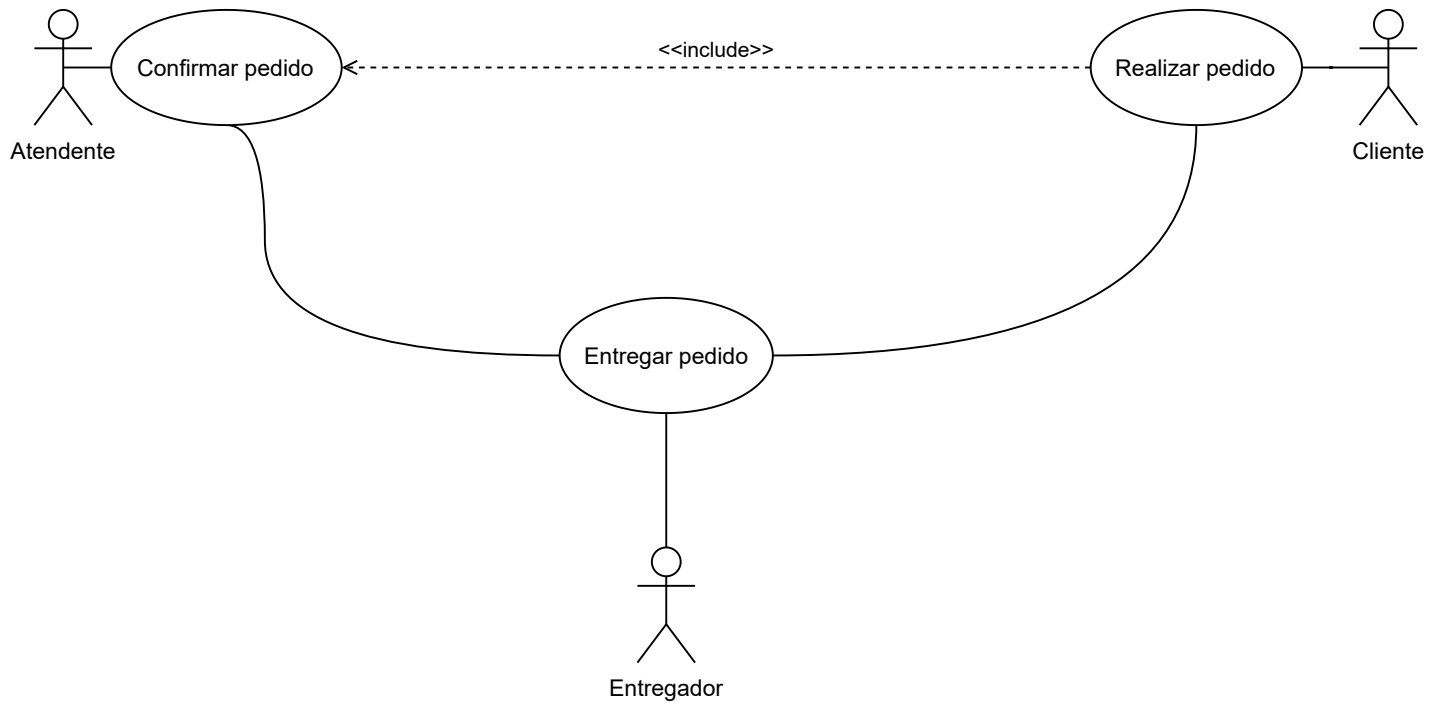 <<include>>
Confirmar pedido
Realizar pedido
Atendente
Cliente
Entregar pedido
Entregador